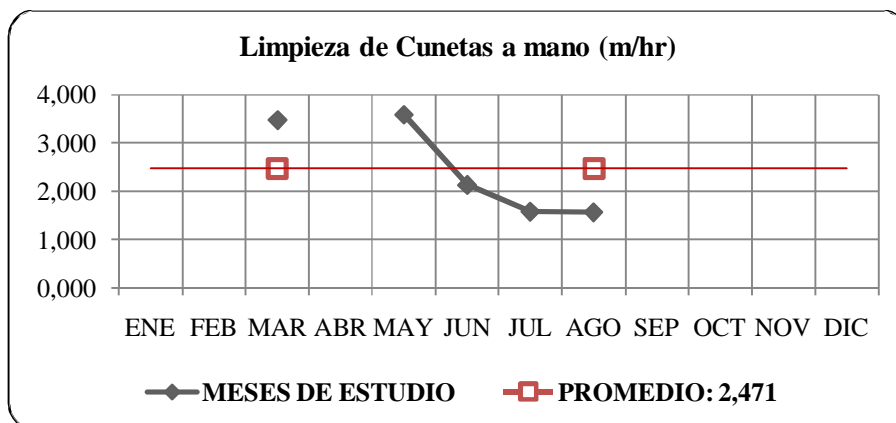 Limpieza de Cunetas a mano (m/hr)
4,000
3,000
2,000
1,000
0,000
ENE FEB MAR ABR MAY JUN JUL AGO SEP OCT NOV DIC
MESES DE ESTUDIO PROMEDIO: 2,471